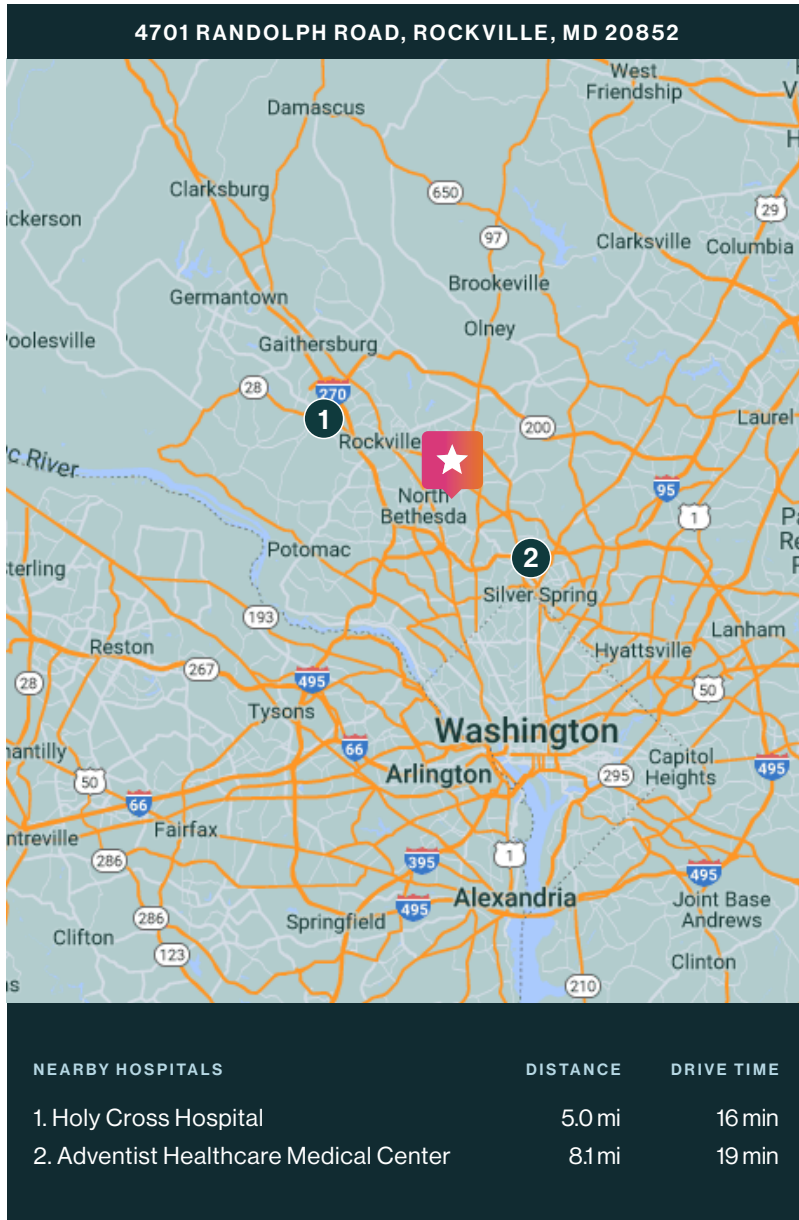 4701 RANDOLPH ROAD, ROCKVILLE, MD 20852
West
Friendship
Damascus
Clarksburg
650
29
ickerson
97
Clarksville
Columbia
Brookeville
Germantown
Olney
Poolesville
Gaithersburg
28
270
1
Laurel
200
Rockville
ic River
95
North
Bethesda
1
Potomac
2
terling
Silver Spring
193
Lanham
Reston
Hyattsville
267
495
28
50
Tysons
Washington
66
nantilly
Capitol
Heights
Arlington
295
495
50
66
Fairfax
ntreville
1
286
395
495
Alexandria
Joint Base
Andrews
495
286
Springfield
Clifton
123
Clinton
210
NEARBY HOSPITALS DISTANCE DRIVE TIME
1. Holy Cross Hospital 5.0 mi 16 min
2. Adventist Healthcare Medical Center 8.1 mi 19 min